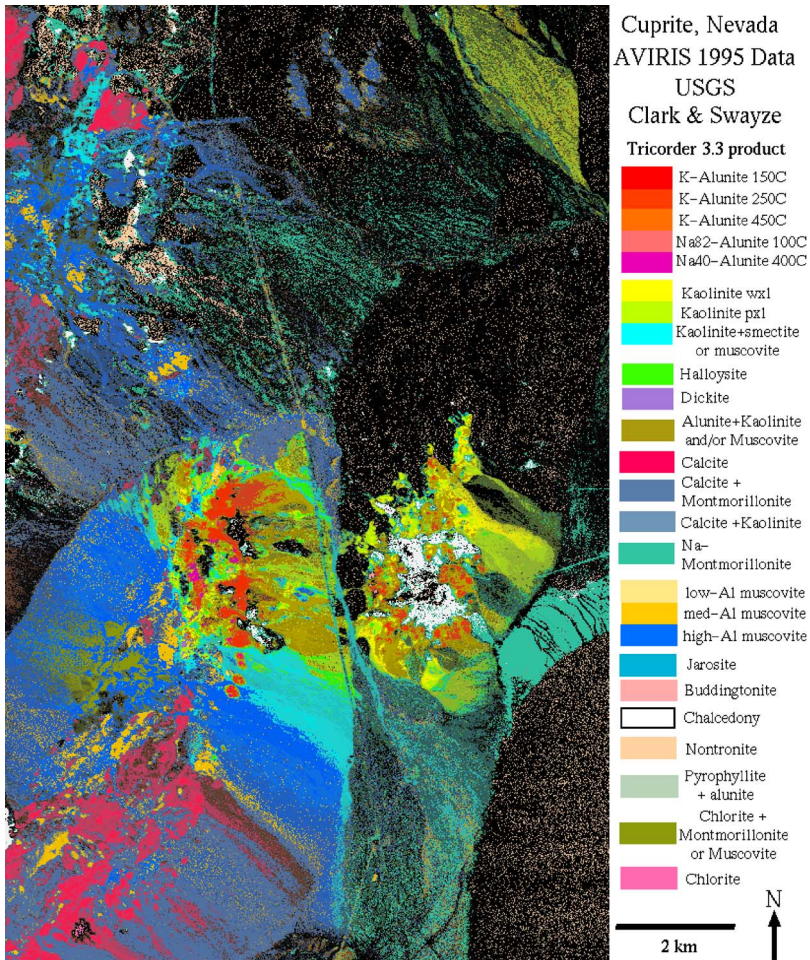 Cuprite, Nevada
AVIRIS 1995 Data
USGS
Clark & Swayze
Tricorder 3.3 product
K-Alunite 150C
K-Alunite 250C
K-Alunite 450C
Na82-Alunite 100C
Na40-Alunite 400C
Kaolinite wxl
Kaolinite pxl
Kaolinite+smectite
or muscovite
Halloysite
Dickite
Alunite+Kaolinite
and/or Muscovite
Calcite
Calcite +
Montmorillonite
Calcite +Kaolinite
Na-
Montmorillonite
low-Al muscovite
med-Al muscovite
high-Al muscovite
Jarosite
Buddingtonite
Chalcedony
Nontronite
Pyrophyllite
+ alunite
Chlorite +
Montmorillonite
or Muscovite
Chlorite
N
2 km